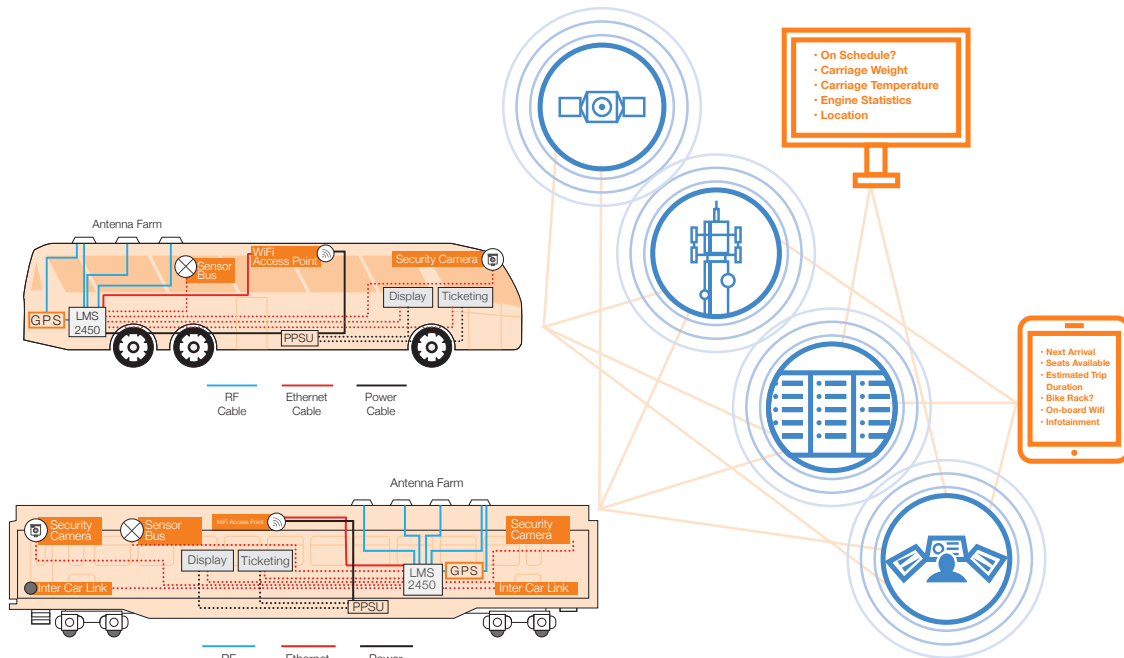 · On Schedule?
· Carriage Weight
· Carriage Temperature
· Engine Statistics
· Location
Antenna Farm
WiFi
Access Point
Sensor
Bus
Security Camera
Display
Ticketing
GPS
LMS
2450
PPSU
RF
Cable
Ethernet
Cable
Power
Cable
· Next Arrival
· Seats Available
· Estimated Trip
Duration
· Bike Rack?
· On-board Wifi
· Infotainment
Antenna Farm
Security
Camera
Sensor
Bus
WiFi Access Point
Security
Camera
Display
Ticketing
LMS
2450
GPS
Inter Car Link
Inter Car Link
PPSU
RF
Ethernet
Power